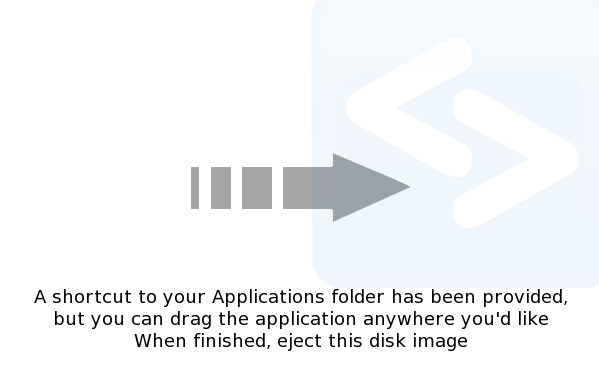 A shortcut to your Applications folder has been provided,
but you can drag the application anywhere you'd like
When finished, eject this disk image